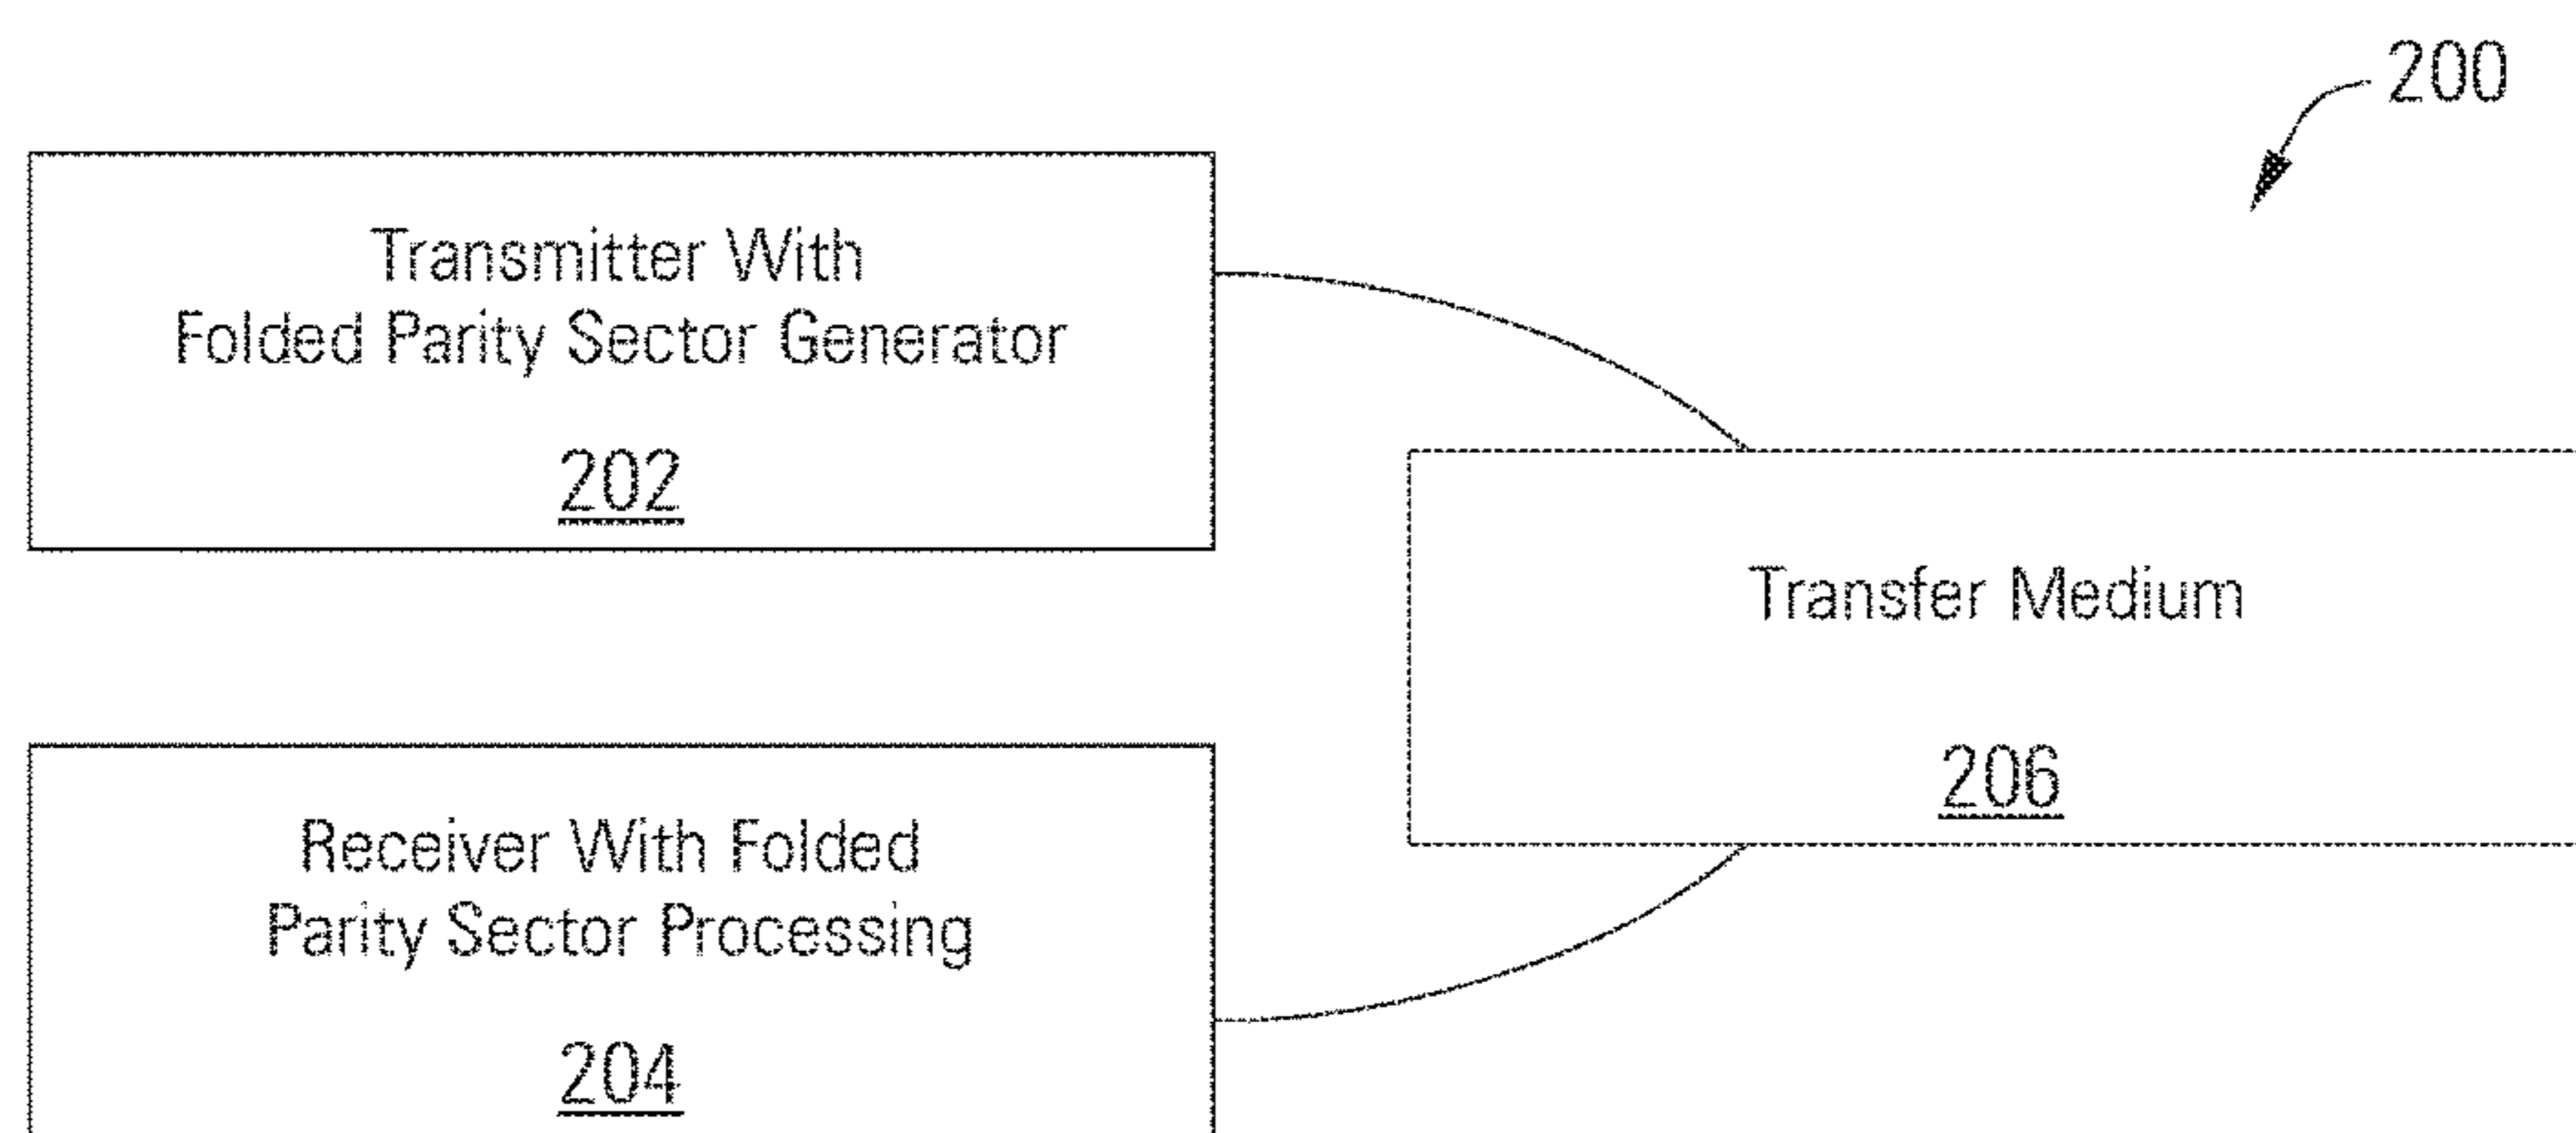 200
Transmitter With
Folded Parity Sector Generator
202
Transfer Medium
206
Receiver With Folded
Parity Sector Processing
204